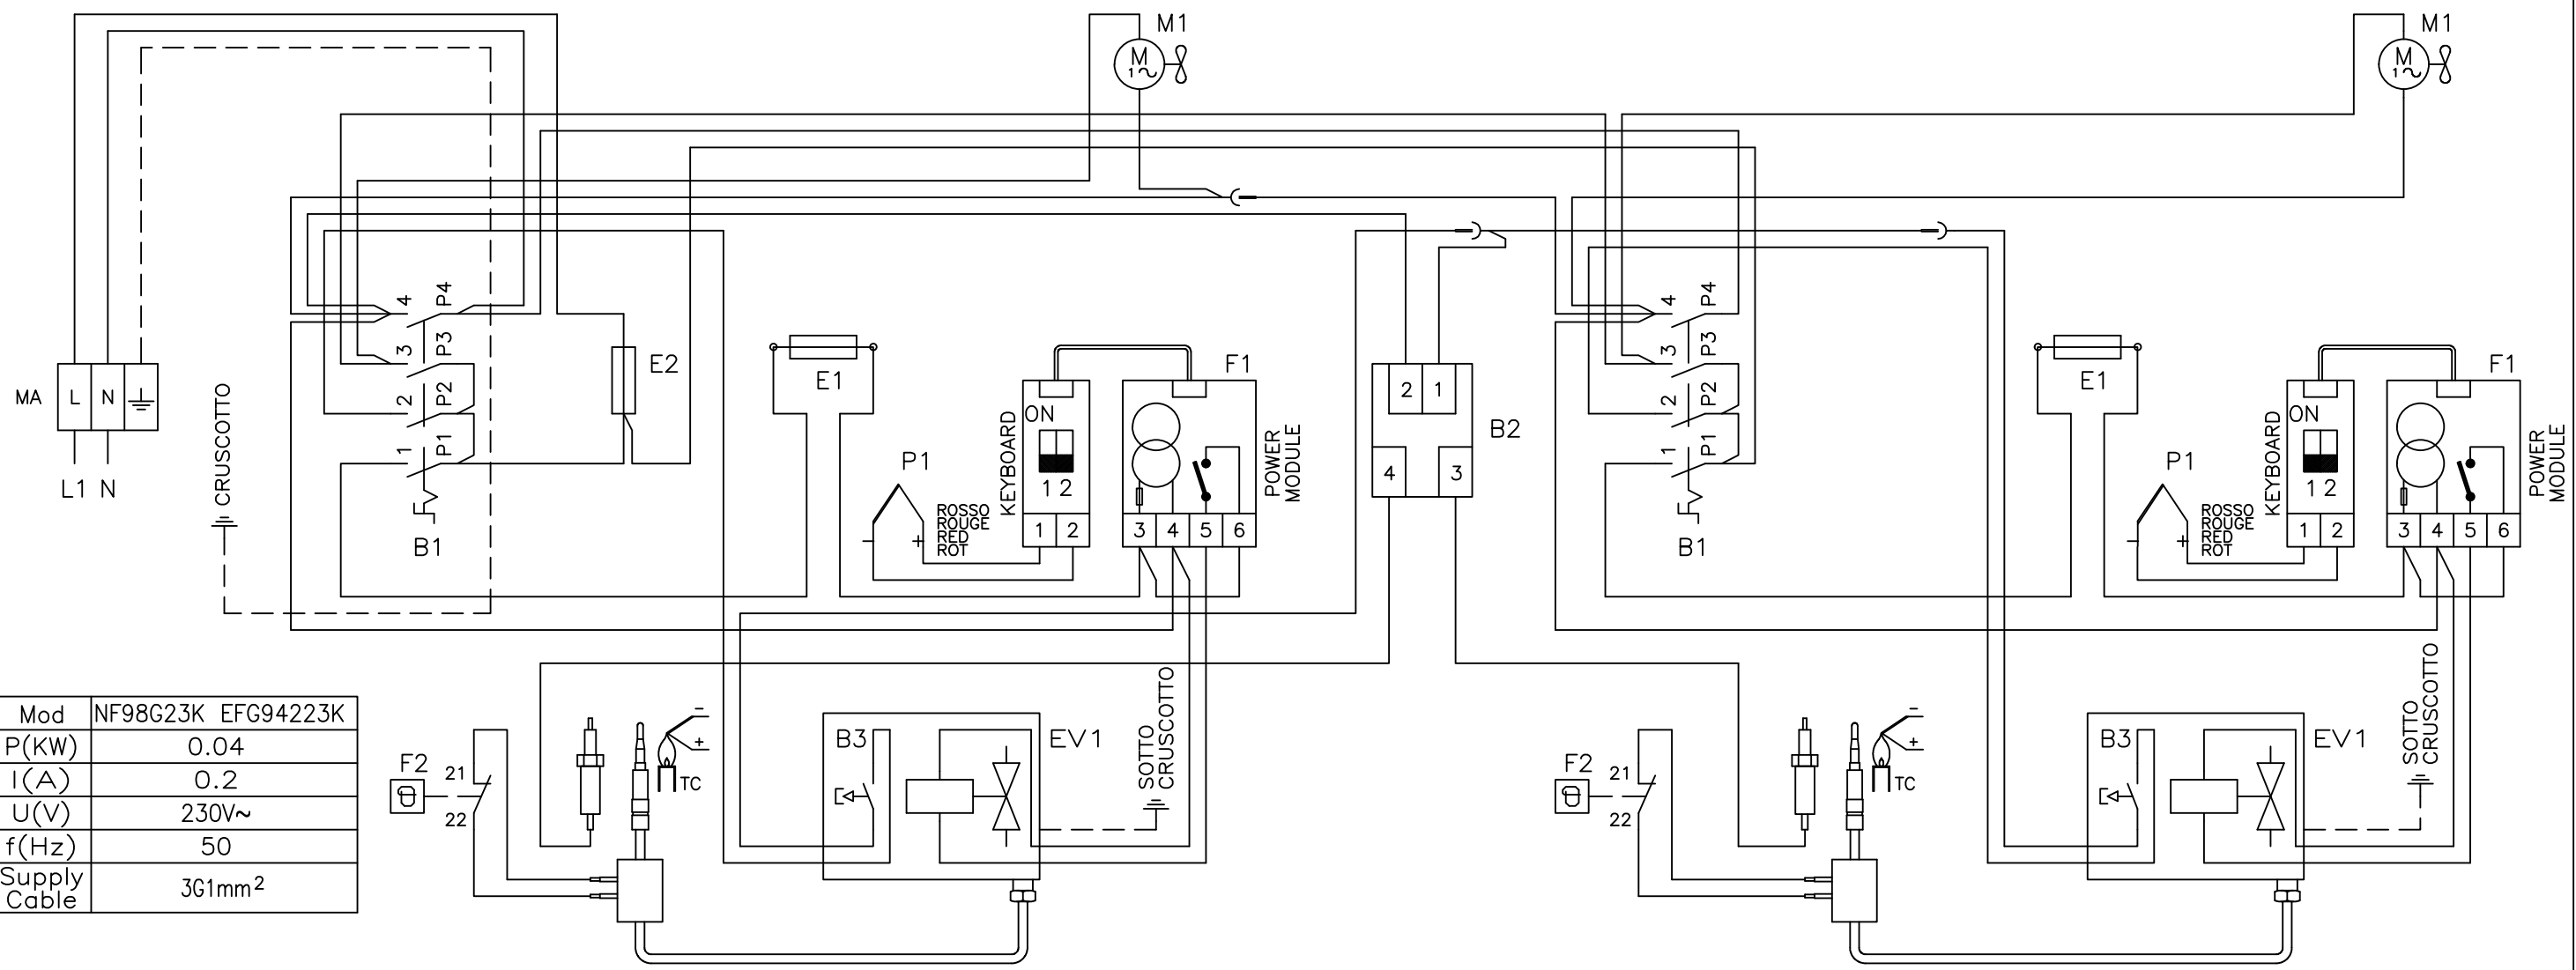 M1
M
1~
M1
M
1~
MA
L
N
L1 N
CRUSCOTTO
4
P4
3
P3
2
P2
1
P1
B1
E2
E1
P1
-
+
ROSSO
ROUGE
RED
ROT
KEYBOARD
ON
1 2
1
2
F1
POWER
MODULE
3
4
5
6
2
1
4
3
B2
4
P4
3
P3
2
P2
1
P1
B1
E1
P1
-
+
ROSSO
ROUGE
RED
ROT
KEYBOARD
ON
1 2
1
2
F1
POWER
MODULE
3
4
5
6
Mod NF98G23K EFG94223K
P(KW) 0.04
I(A) 0.2
U(V) 230V~
f(Hz) 50
Supply
Cable
3G1mm²
F2
21
22
-
+
TC
B3
EV1
SOTTO
CRUSCOTTO
F2
21
22
-
+
TC
B3
EV1
SOTTO
CRUSCOTTO